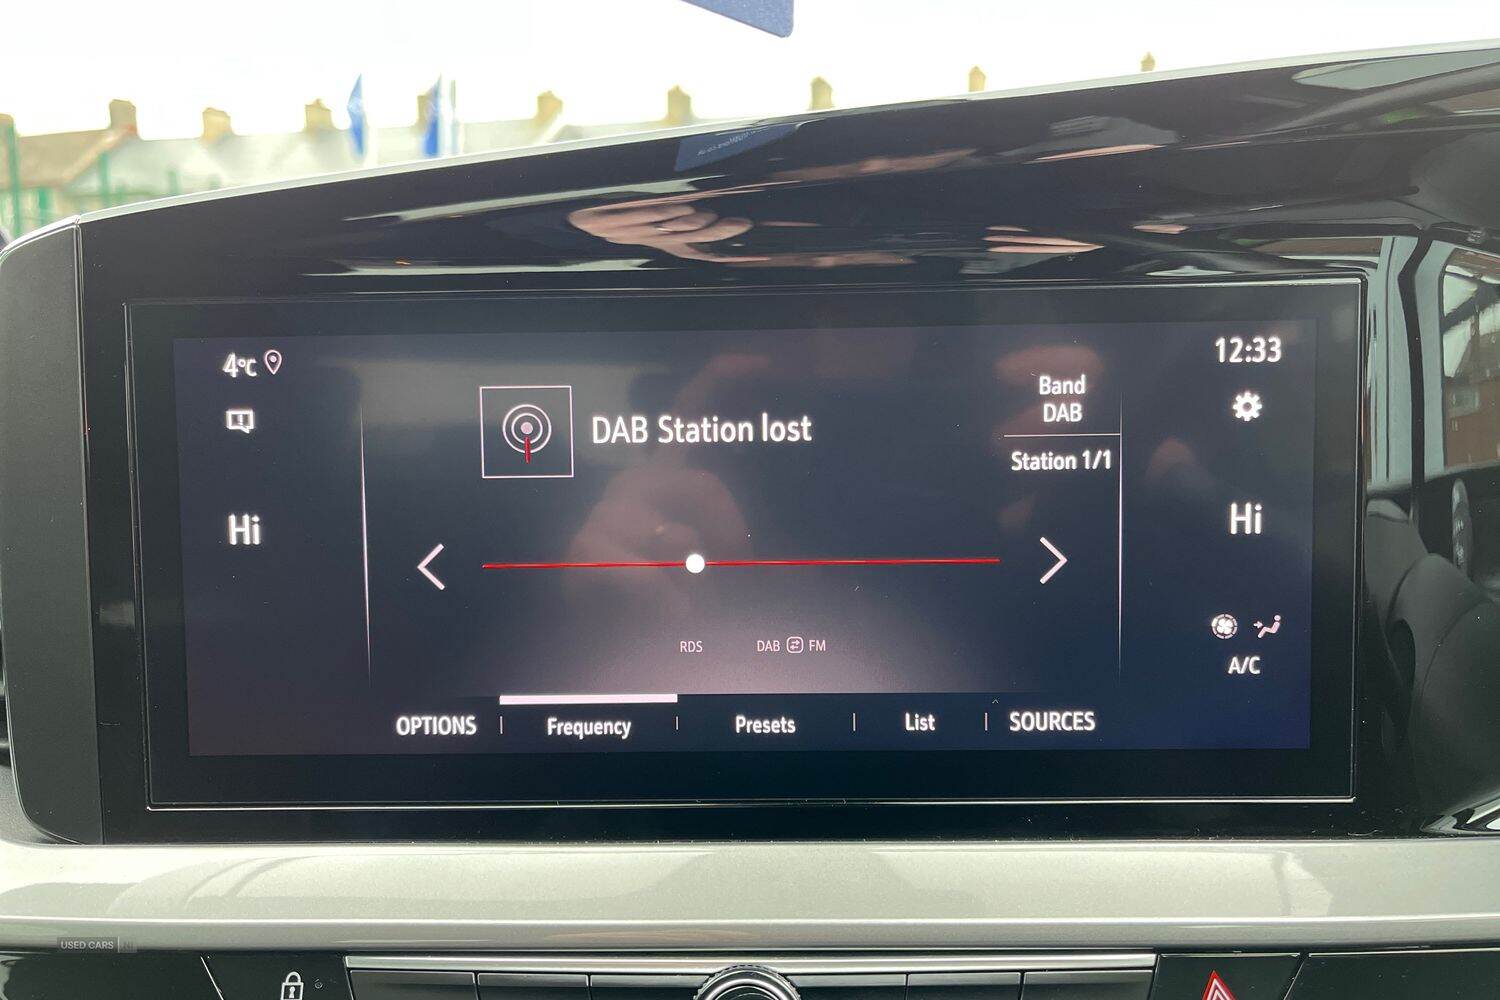 4°C
12:33
Band
DAB
DAB Station lost
Station 1/1
Hi
Hi
RDS
DAB FM
A/C
OPTIONS
Frequency
Presets
List
SOURCES
USED CARS NI